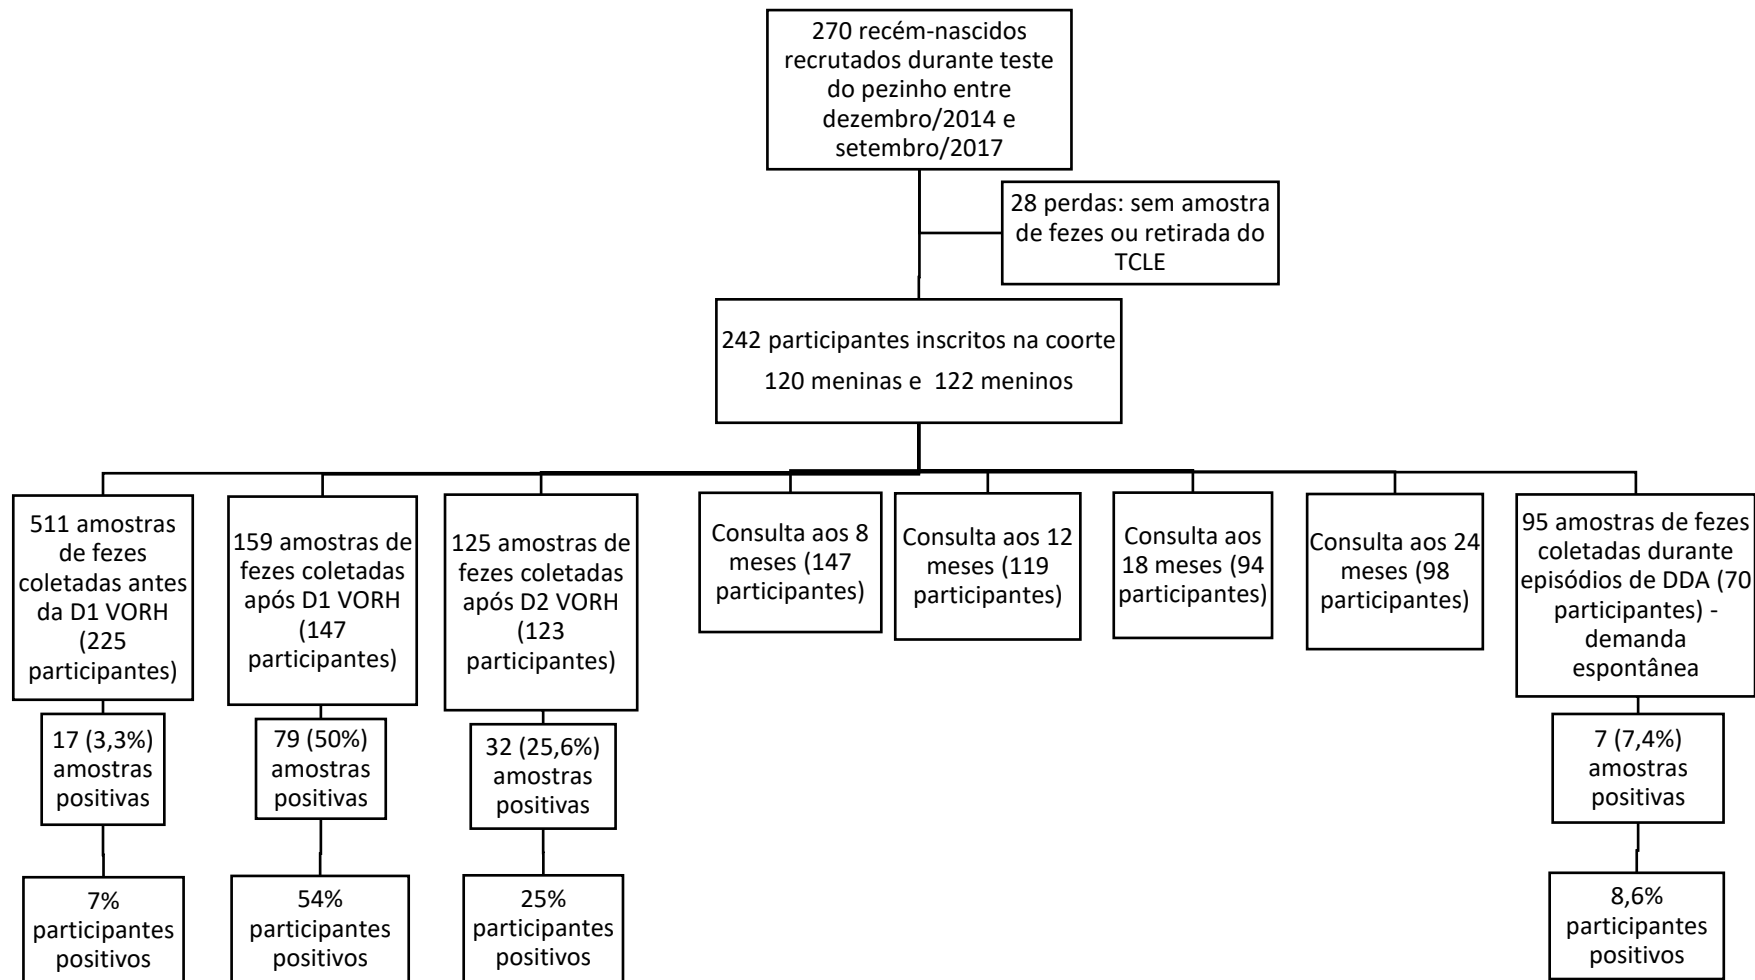 270 recém-nascidos
recrutados durante teste
do pezinho entre
dezembro/2014 e
setembro/2017
28 perdas: sem amostra
de fezes ou retirada do
TCLE
242 participantes inscritos na coorte
120 meninas e 122 meninos
511 amostras
de fezes
coletadas antes
da D1 VORH
(225
participantes)
159 amostras de
fezes coletadas
após D1 VORH
(147
participantes)
125 amostras de
fezes coletadas
após D2 VORH
(123
participantes)
Consulta aos 8
meses (147
participantes)
Consulta aos 12
meses (119
participantes)
Consulta aos
18 meses (94
participantes)
Consulta aos 24
meses (98
participantes)
95 amostras de fezes
coletadas durante
episódios de DDA (70
participantes) -
demanda
espontânea
17 (3,3%)
amostras
positivas
79 (50%)
amostras
positivas
32 (25,6%)
amostras
positivas
7 (7,4%)
amostras
positivas
7%
participantes
positivos
54%
participantes
positivos
25%
participantes
positivos
8,6%
participantes
positivos